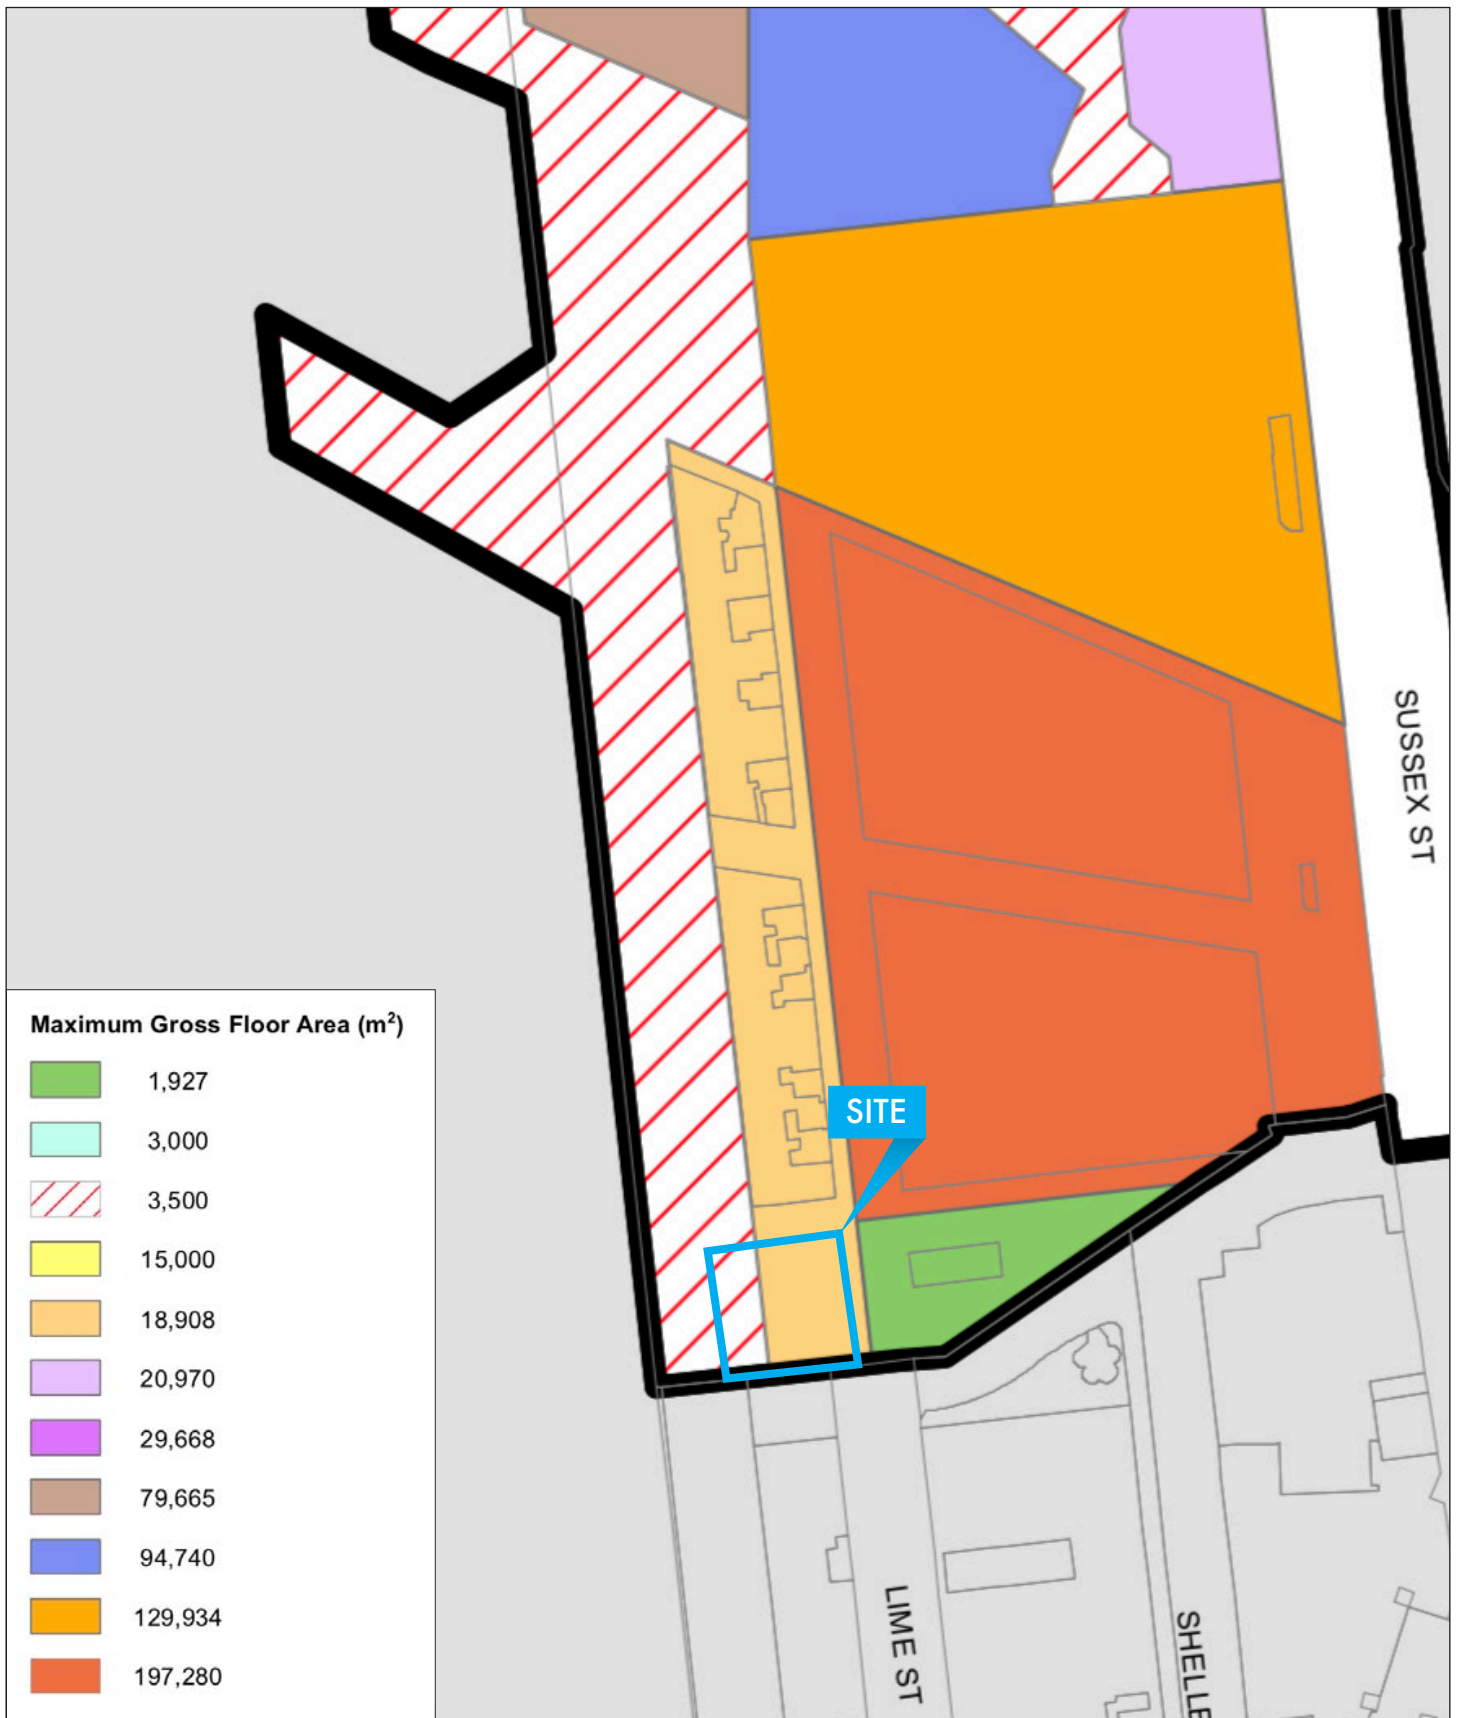 SUSSEX ST
Maximum Gross Floor Area (m²)
1,927
3,000
3,500
15,000
18,908
20,970
29,668
79,665
94,740
129,934
197,280
SITE
LIME ST
SHELLE